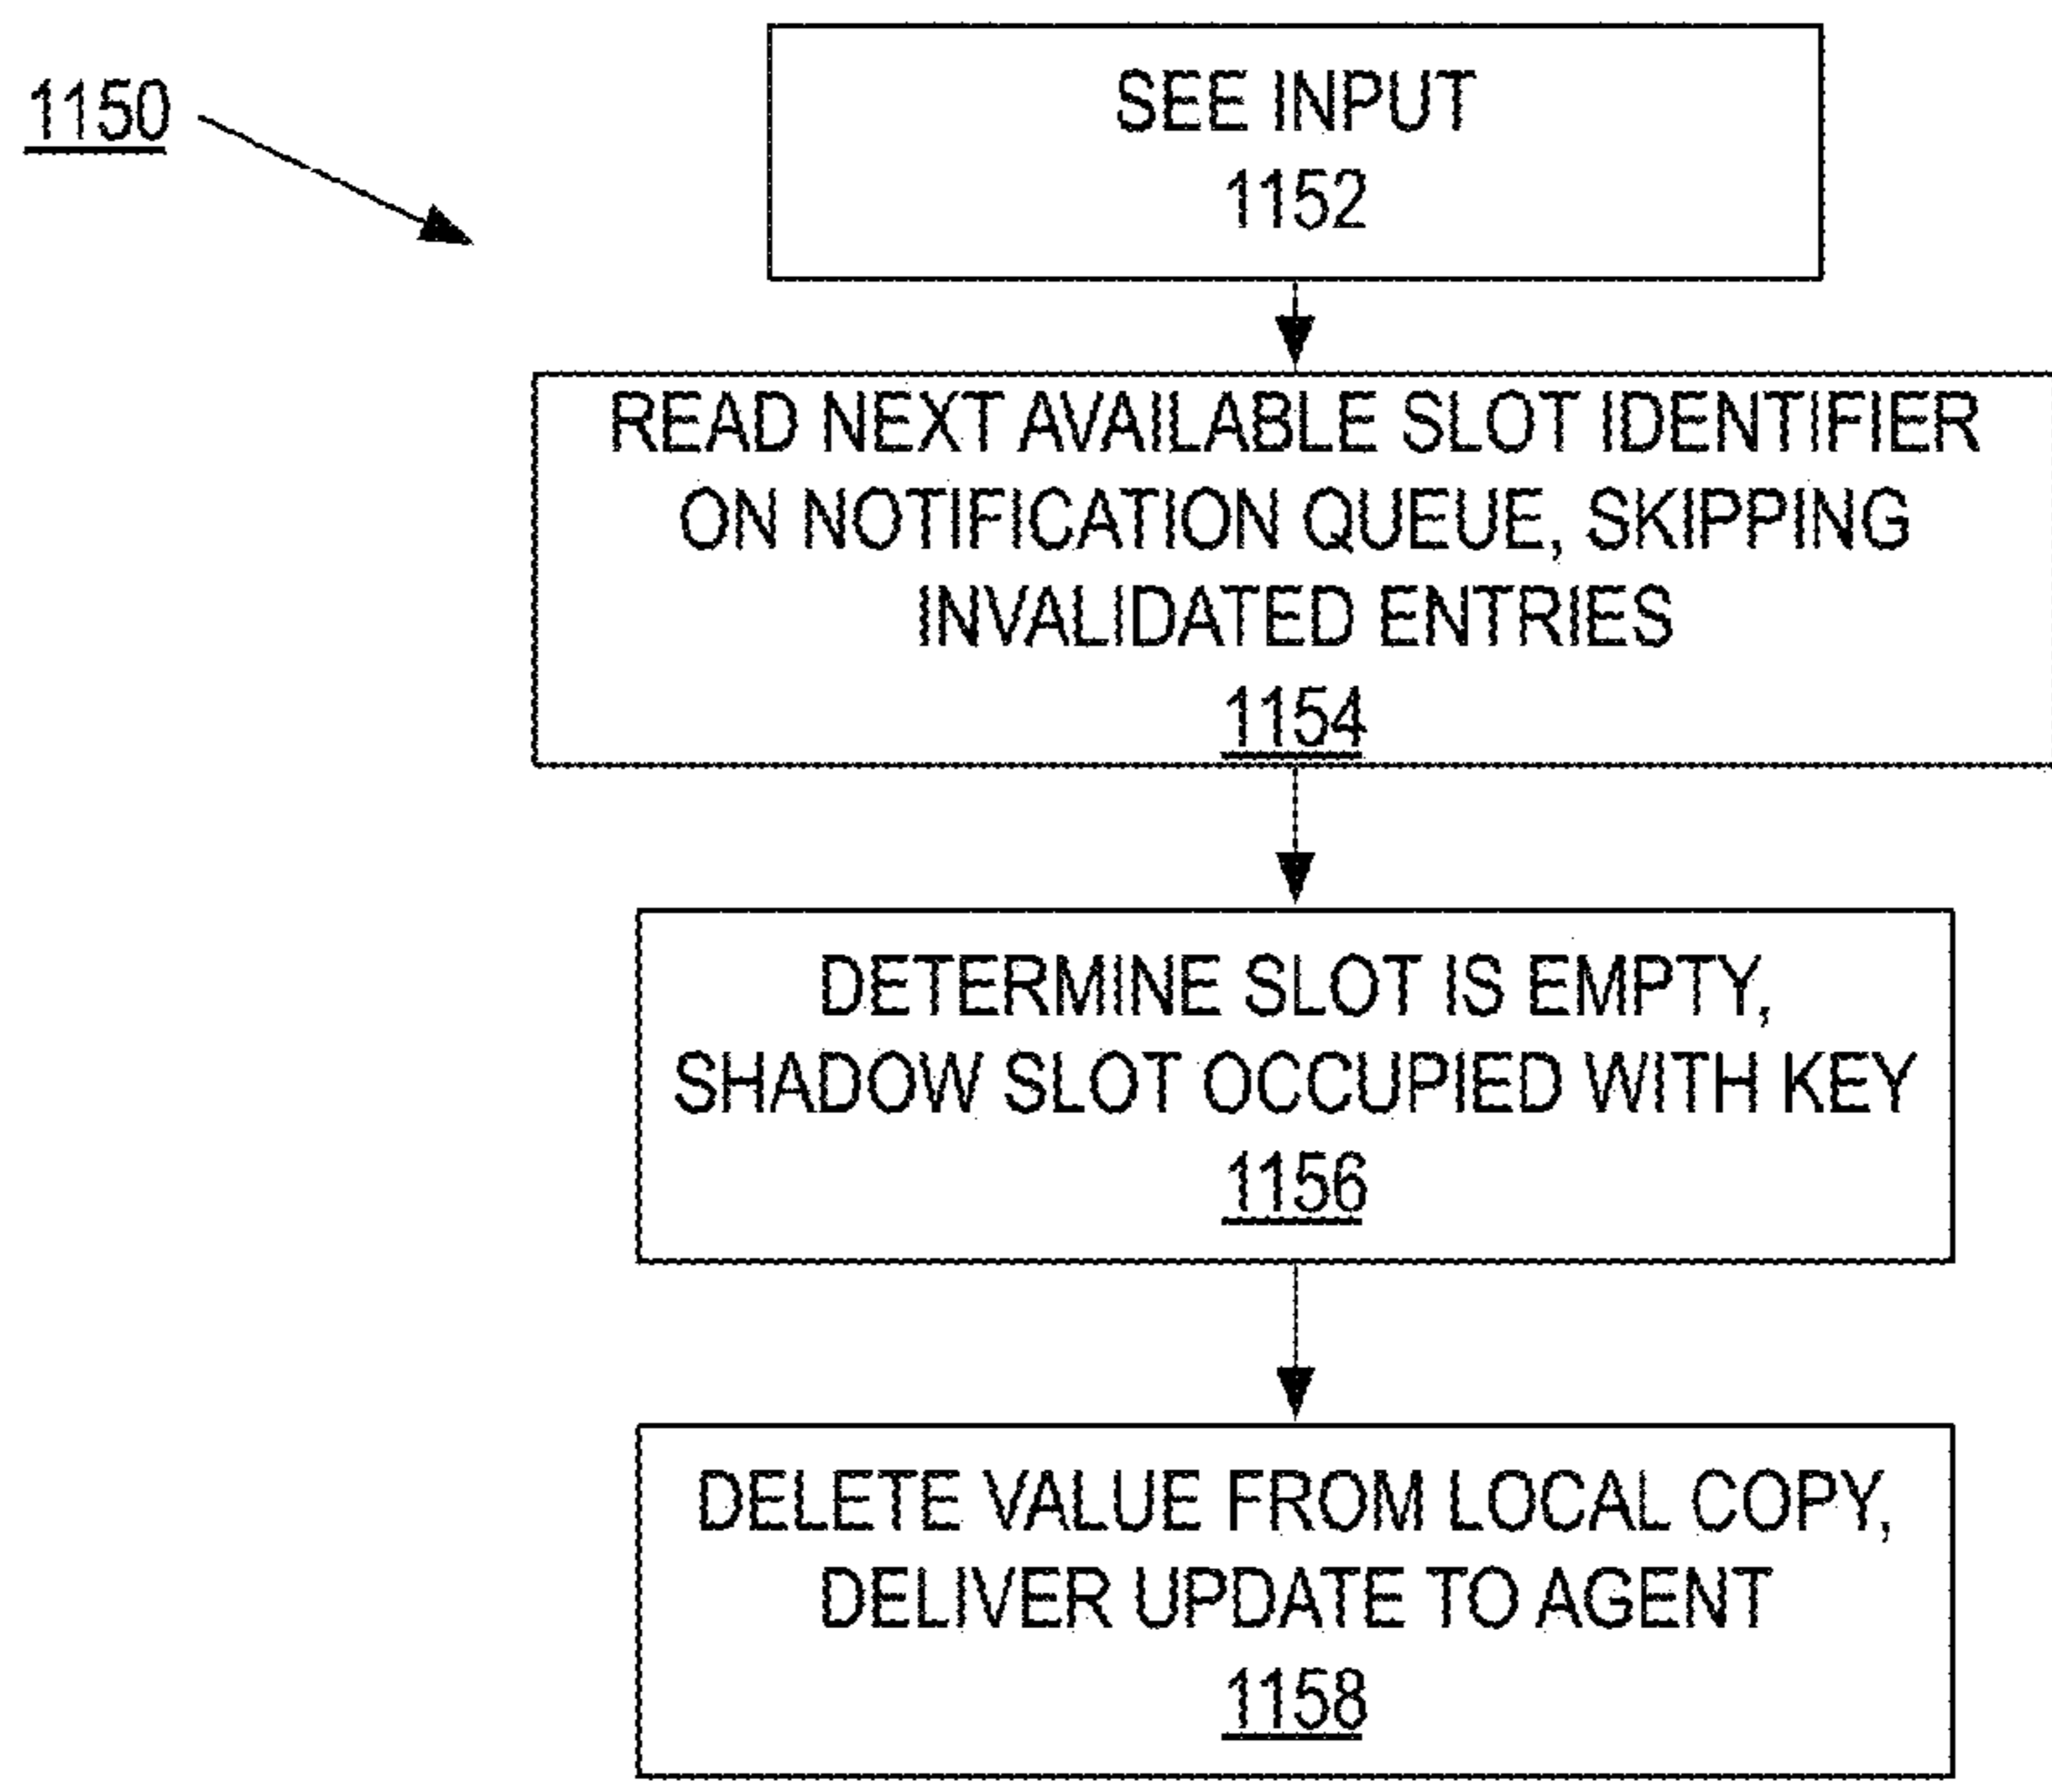 1150
SEE INPUT
1152
READ NEXT AVAILABLE SLOT IDENTIFIER
ON NOTIFICATION QUEUE, SKIPPING
INVALIDATED ENTRIES
1154
DETERMINE SLOT IS EMPTY,
SHADOW SLOT OCCUPIED WITH KEY
1156
DELETE VALUE FROM LOCAL COPY,
DELIVER UPDATE TO AGENT
1158